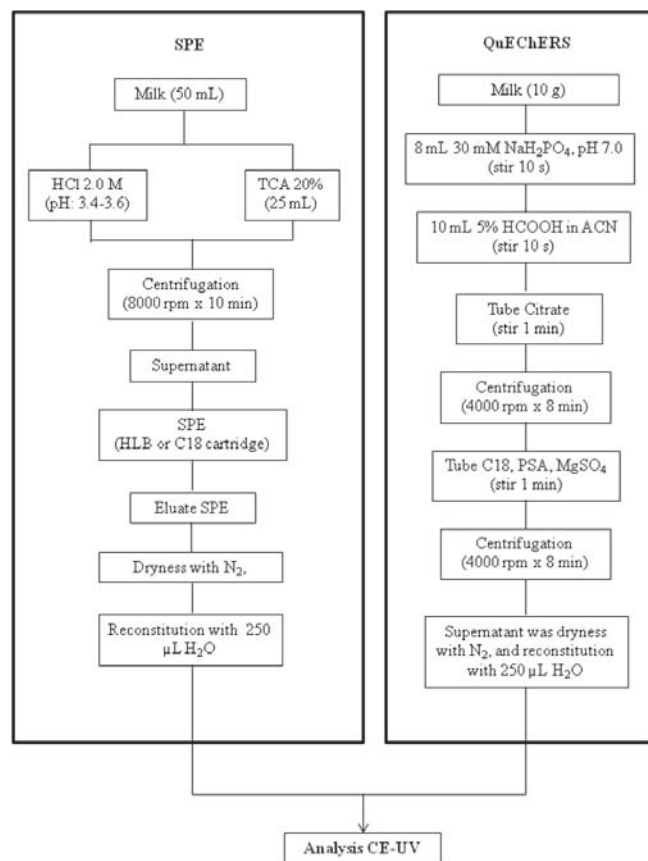 SPE
Milk (50 mL)
HCl 2.0 M
(pH: 3.4-3.6)
TCA 20%
(25 mL)
Centrifugation
(8000 rpm x 10 min)
Supernatant
SPE
(HLB or C18 cartridge)
Eluate SPE
Dryness with N₂,
Reconstitution with 250
µL H₂O
QuEChERS
Milk (10 g)
8 mL 30 mM NaH₂PO₄, pH 7.0
(stir 10 s)
10 mL 5% HCOOH in ACN
(stir 10 s)
Tube Citrate
(stir 1 min)
Centrifugation
(4000 rpm x 8 min)
Tube C18, PSA, MgSO₄
(stir 1 min)
Centrifugation
(4000 rpm x 8 min)
Supernatant was dryness
with N₂, and reconstitution
with 250 µL H₂O
Analysis CE-UV